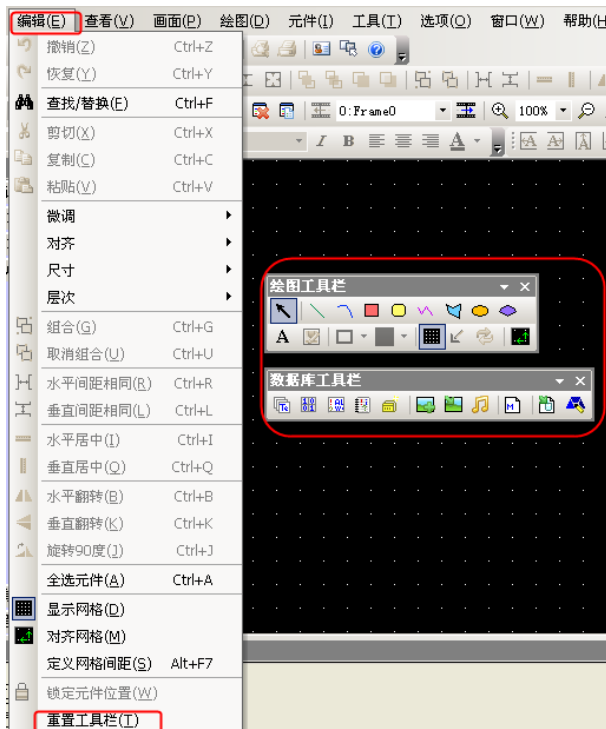 编辑(E) 查看(V) 画面(P) 绘图(D) 元件(I) 工具(T) 选项(O) 窗口(W) 帮助(H
撤销(Z) Ctrl+Z
恢复(Y) Ctrl+Y
查找/替换(F) Ctrl+F
剪切(X) Ctrl+X
复制(C) Ctrl+C
粘贴(V) Ctrl+V
微调
对齐
尺寸
层次
组合(G) Ctrl+G
取消组合(U) Ctrl+U
水平间距相同(R) Ctrl+R
垂直间距相同(L) Ctrl+L
水平居中(I) Ctrl+I
垂直居中(Q) Ctrl+Q
水平翻转(B) Ctrl+B
垂直翻转(K) Ctrl+K
旋转90度(J) Ctrl+J
全选元件(A) Ctrl+A
显示网格(D)
对齐网格(M)
定义网格间距(S) Alt+F7
锁定元件位置(W)
重置工具栏(T)
0:Frame0 100%
I B A
绘图工具栏
A
数据库工具栏